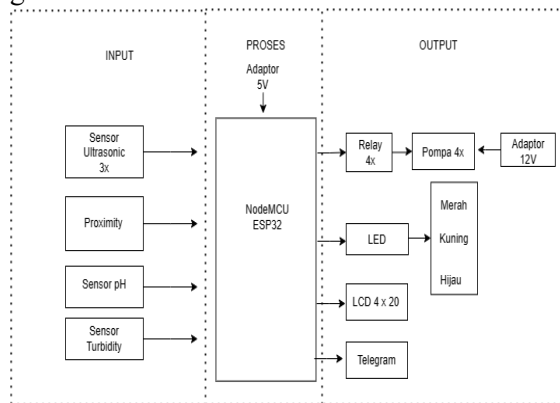 INPUT
PROSES
OUTPUT
Adaptor
5V
Sensor
Ultrasonic
3x
Proximity
Sensor pH
Sensor
Turbidity
NodeMCU
ESP32
Relay
4x
Pompa 4x
Adaptor
12V
LED
Merah
Kuning
Hijau
LCD 4 x 20
Telegram